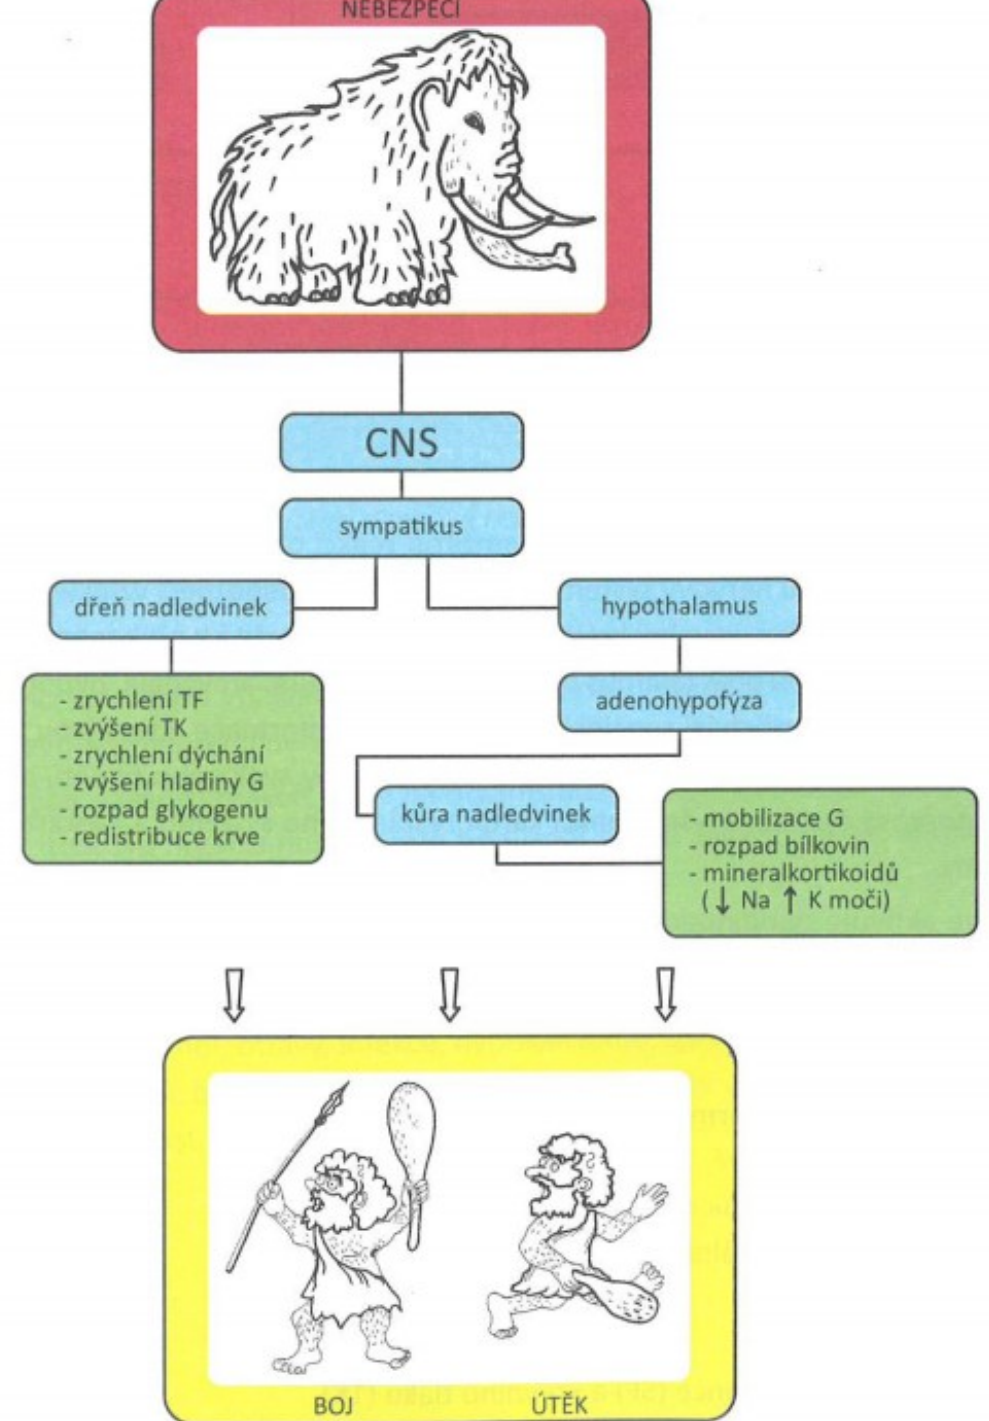 NEBEZPEČÍ
CNS
sympatikus
dřeň nadledvinek
hypothalamus
- zrychlení TF
- zvýšení TK
- zrychlení dýchání
- zvýšení hladiny G
- rozpad glykogenu
- redistribuce krve
adenohypofýza
kůra nadledvinek
- mobilizace G
- rozpad bílkovin
- mineralkortikoidů
(↓ Na ↑ K moči)
BOJ
ÚTĚK